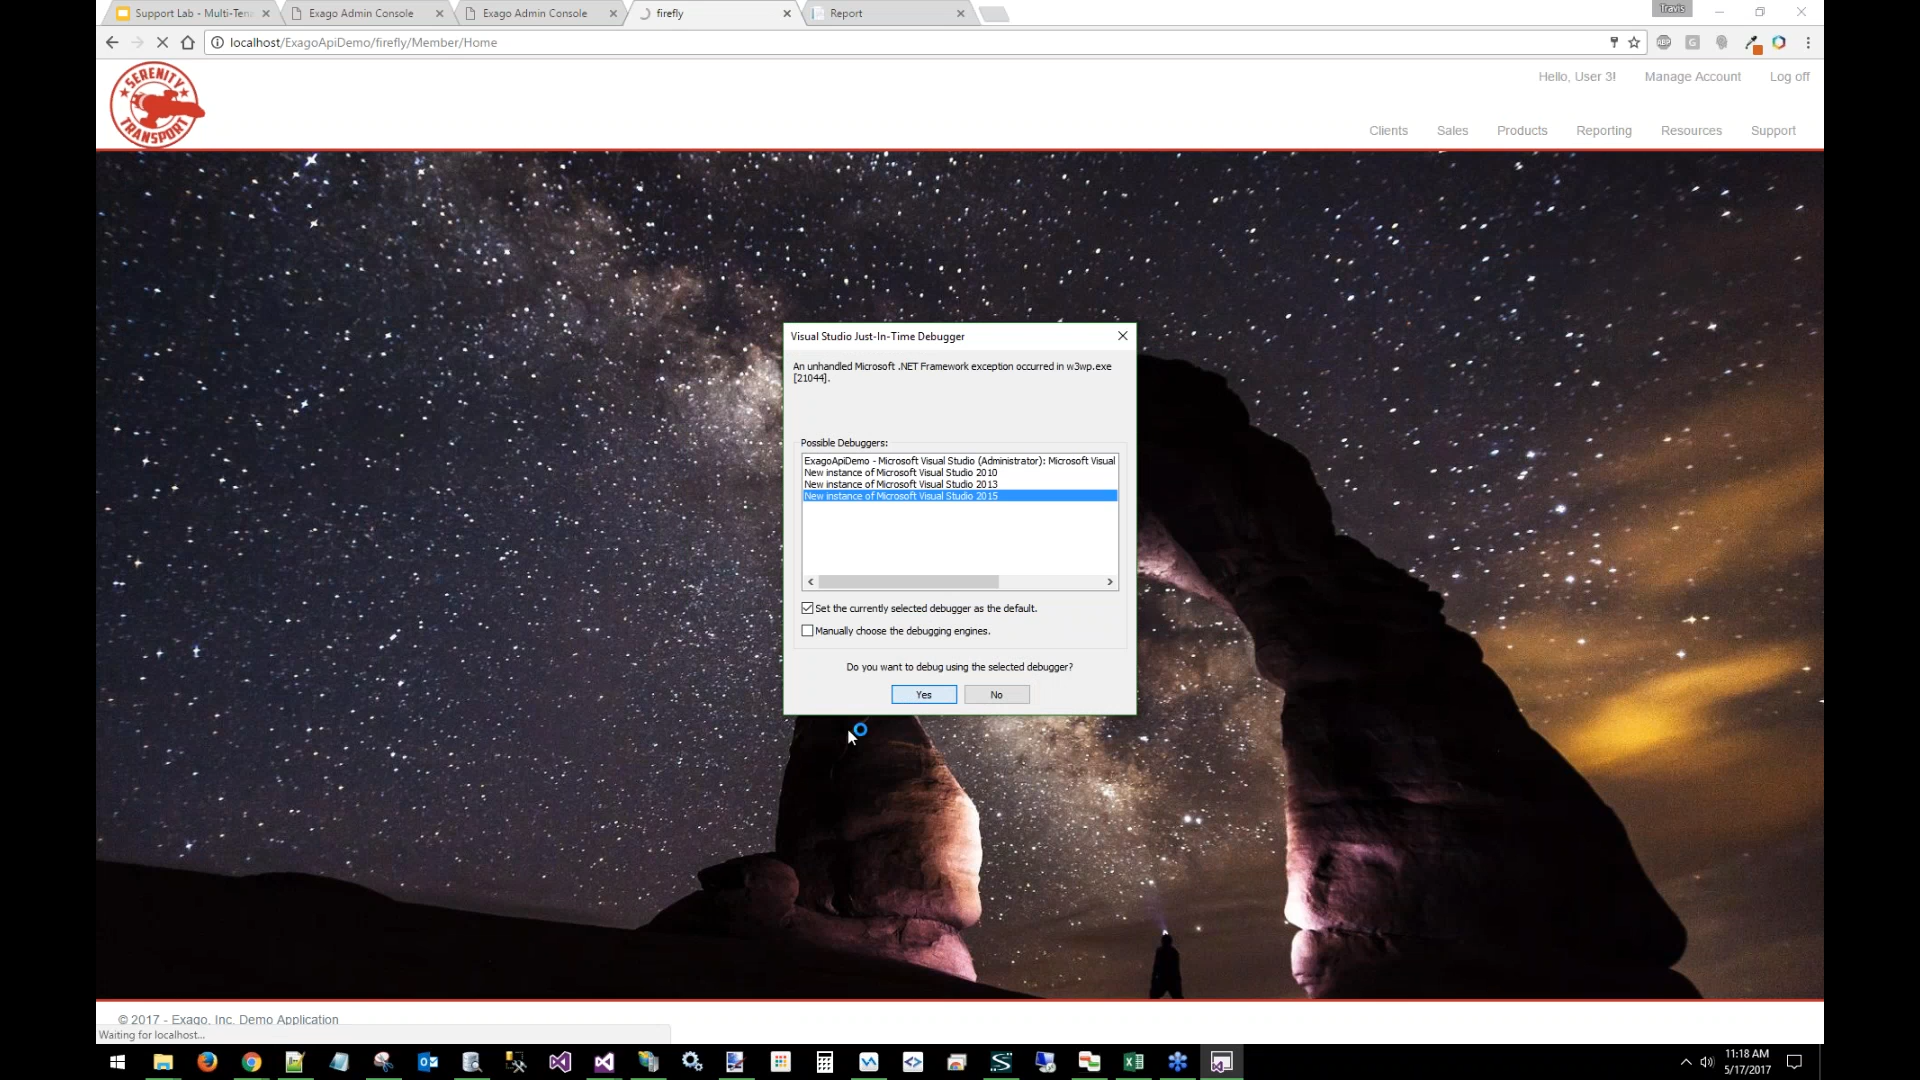 Support Lab - Multi-Ten
Exago Admin Console
Exago Admin Console
firefly
Report
Travis
localhost/ExagoApiDemo/firefly/Member/Home
ABP
G
SERENITY
TRANSPORT
Hello, User 3!
Manage Account
Log off
Clients
Sales
Products
Reporting
Resources
Support
Visual Studio Just-In-Time Debugger
An unhandled Microsoft .NET Framework exception occurred in w3wp.exe
[21044].
Possible Debuggers:
ExagoApiDemo - Microsoft Visual Studio (Administrator): Microsoft Visual
New instance of Microsoft Visual Studio 2010
New instance of Microsoft Visual Studio 2013
New instance of Microsoft Visual Studio 2015
Set the currently selected debugger as the default.
Manually choose the debugging engines.
Do you want to debug using the selected debugger?
Yes
No
© 2017 - Exago, Inc. Demo Application
Waiting for localhost...
11:18 AM
5/17/2017